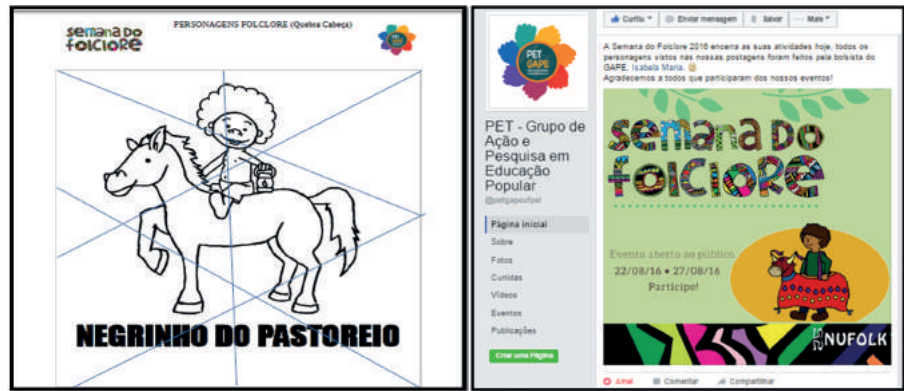 semana do
folclore
PERSONAGENS FOLCLORE (Quebra Cabeça)
PET
GAPE
NEGRINHO DO PASTOREIO
PET
GAPE
PET - Grupo de
Ação e
Pesquisa em
Educação
Popular
@petgapeufpel
Página inicial
Sobre
Fotos
Curtidas
Vídeos
Eventos
Publicações
Criar uma Página
Curtiu
Enviar mensagem
Salvar
Mais
A Semana do Folclore 2016 encerra as suas atividades hoje, todos os
personagens vistos nas nossas postagens foram feitos pela bolsista do
GAPE, Isabela Maria.
Agradecemos a todos que participaram dos nossos eventos!
semana do
folclore
Evento aberto ao público
22/08/16 • 27/08/16
Participe!
NUFOLK
Amei
Comentar
Compartilhar